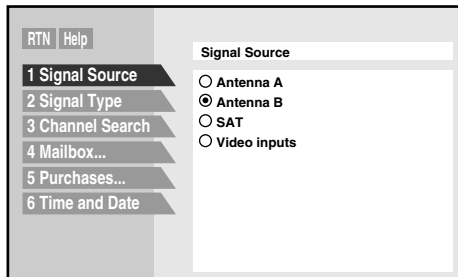 RTN Help
Signal Source
1 Signal Source
2 Signal Type
3 Channel Search
4 Mailbox...
5 Purchases...
6 Time and Date
Antenna A
Antenna B
SAT
Video inputs